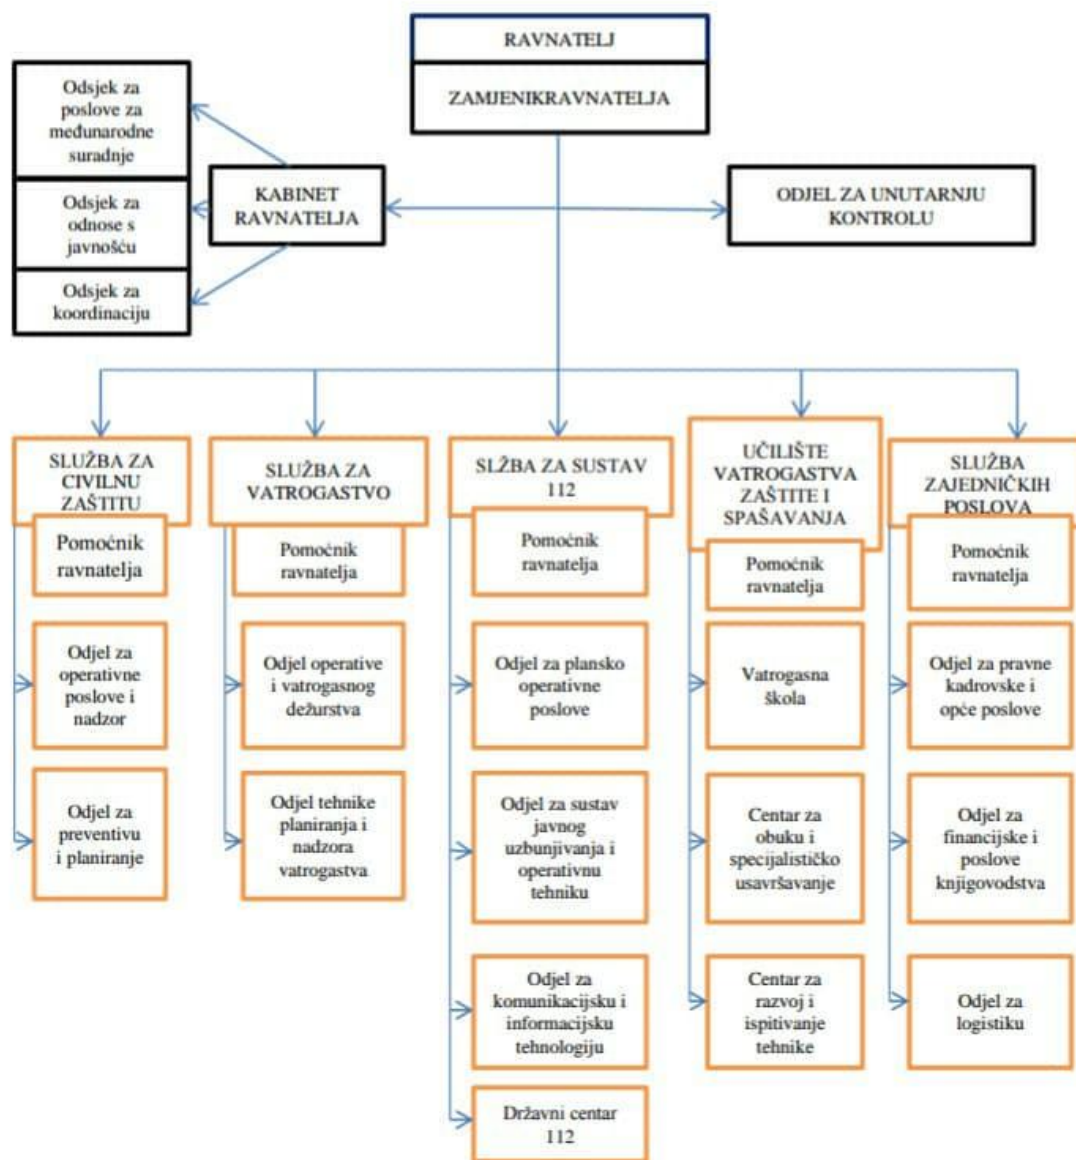 RAVNATELJ
ZAMJENIKRAVNATELJA
Odsjek za
poslove za
međunarodne
suradnje
Odsjek za
odnose s
javnošću
Odsjek za
koordinaciju
KABINET
RAVNATELJA
ODJEL ZA UNUTARNJU
KONTROLU
SLUŽBA ZA
CIVILNU
ZAŠTITU
Pomoćnik
ravnatelja
Odjel za
operativne
poslove i
nadzor
Odjel za
preventivu
i planiranje
SLUŽBA ZA
VATROGASTVO
Pomoćnik
ravnatelja
Odjel operative
i vatrogasnog
dežurstva
Odjel tehnike
planiranja i
nadzora
vatrogastva
SLŽBA ZA SUSTAV
112
Pomoćnik
ravnatelja
Odjel za plansko
operativne
poslove
Odjel za sustav
javnog
uzbunjivanja i
operativnu
tehniku
Odjel za
komunikacijsku i
informacijsku
tehnologiju
Državni centar
112
UČILIŠTE
VATROGASTVA
ZAŠTITE I
SPAŠAVANJA
Pomoćnik
ravnatelja
Vatrogasna
škola
Centar za
obuku i
specijalističko
usavršavanje
Centar za
razvoj i
ispitivanje
tehnike
SLUŽBA
ZAJEDNIČKIH
POSLOVA
Pomoćnik
ravnatelja
Odjel za pravne
kadrovske i
opće poslove
Odjel za
financijske i
poslove
knjigovodstva
Odjel za
logistiku